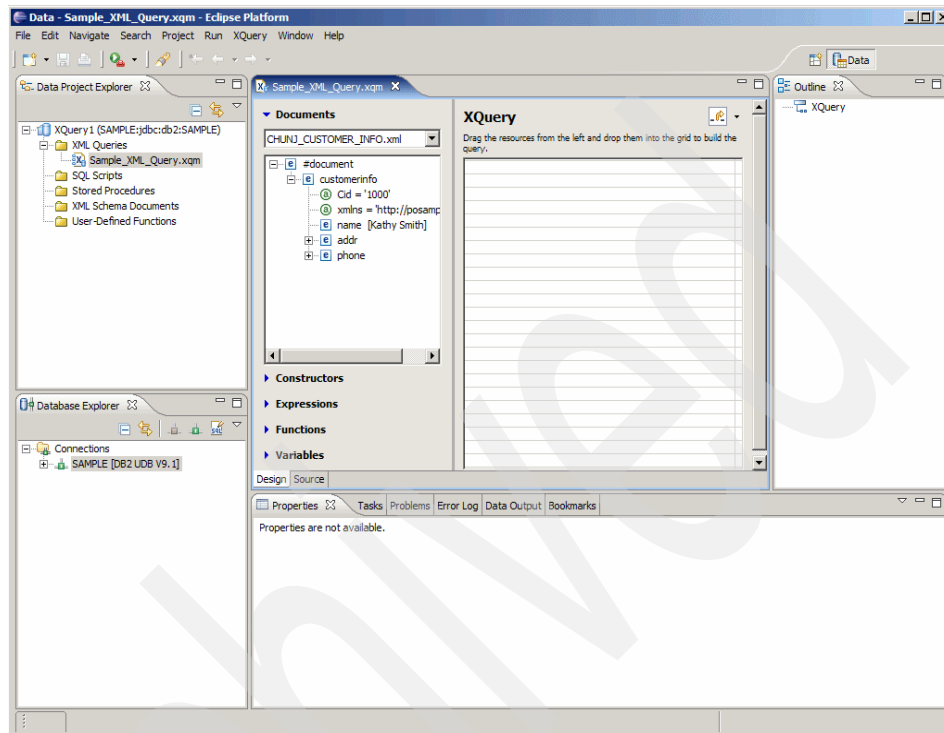 Data - Sample_XML_Query.xqm - Eclipse Platform
File Edit Navigate Search Project Run XQuery Window Help
Data
Data Project Explorer
XQuery1 (SAMPLE:jdbc:db2:SAMPLE)
XML Queries
Sample_XML_Query.xqm
SQL Scripts
Stored Procedures
XML Schema Documents
User-Defined Functions
Database Explorer
SQL
Connections
SAMPLE [DB2 UDB V9.1]
Sample_XML_Query.xqm
Documents
CHUNJ_CUSTOMER_INFO.xml
#document
customerinfo
Cid = '1000'
xmlns = 'http://posamp
name [Kathy Smith]
addr
phone
Constructors
Expressions
Functions
Variables
XQuery
Drag the resources from the left and drop them into the grid to build the
query.
Design Source
Outline
XQuery
Properties Tasks Problems Error Log Data Output Bookmarks
Properties are not available.